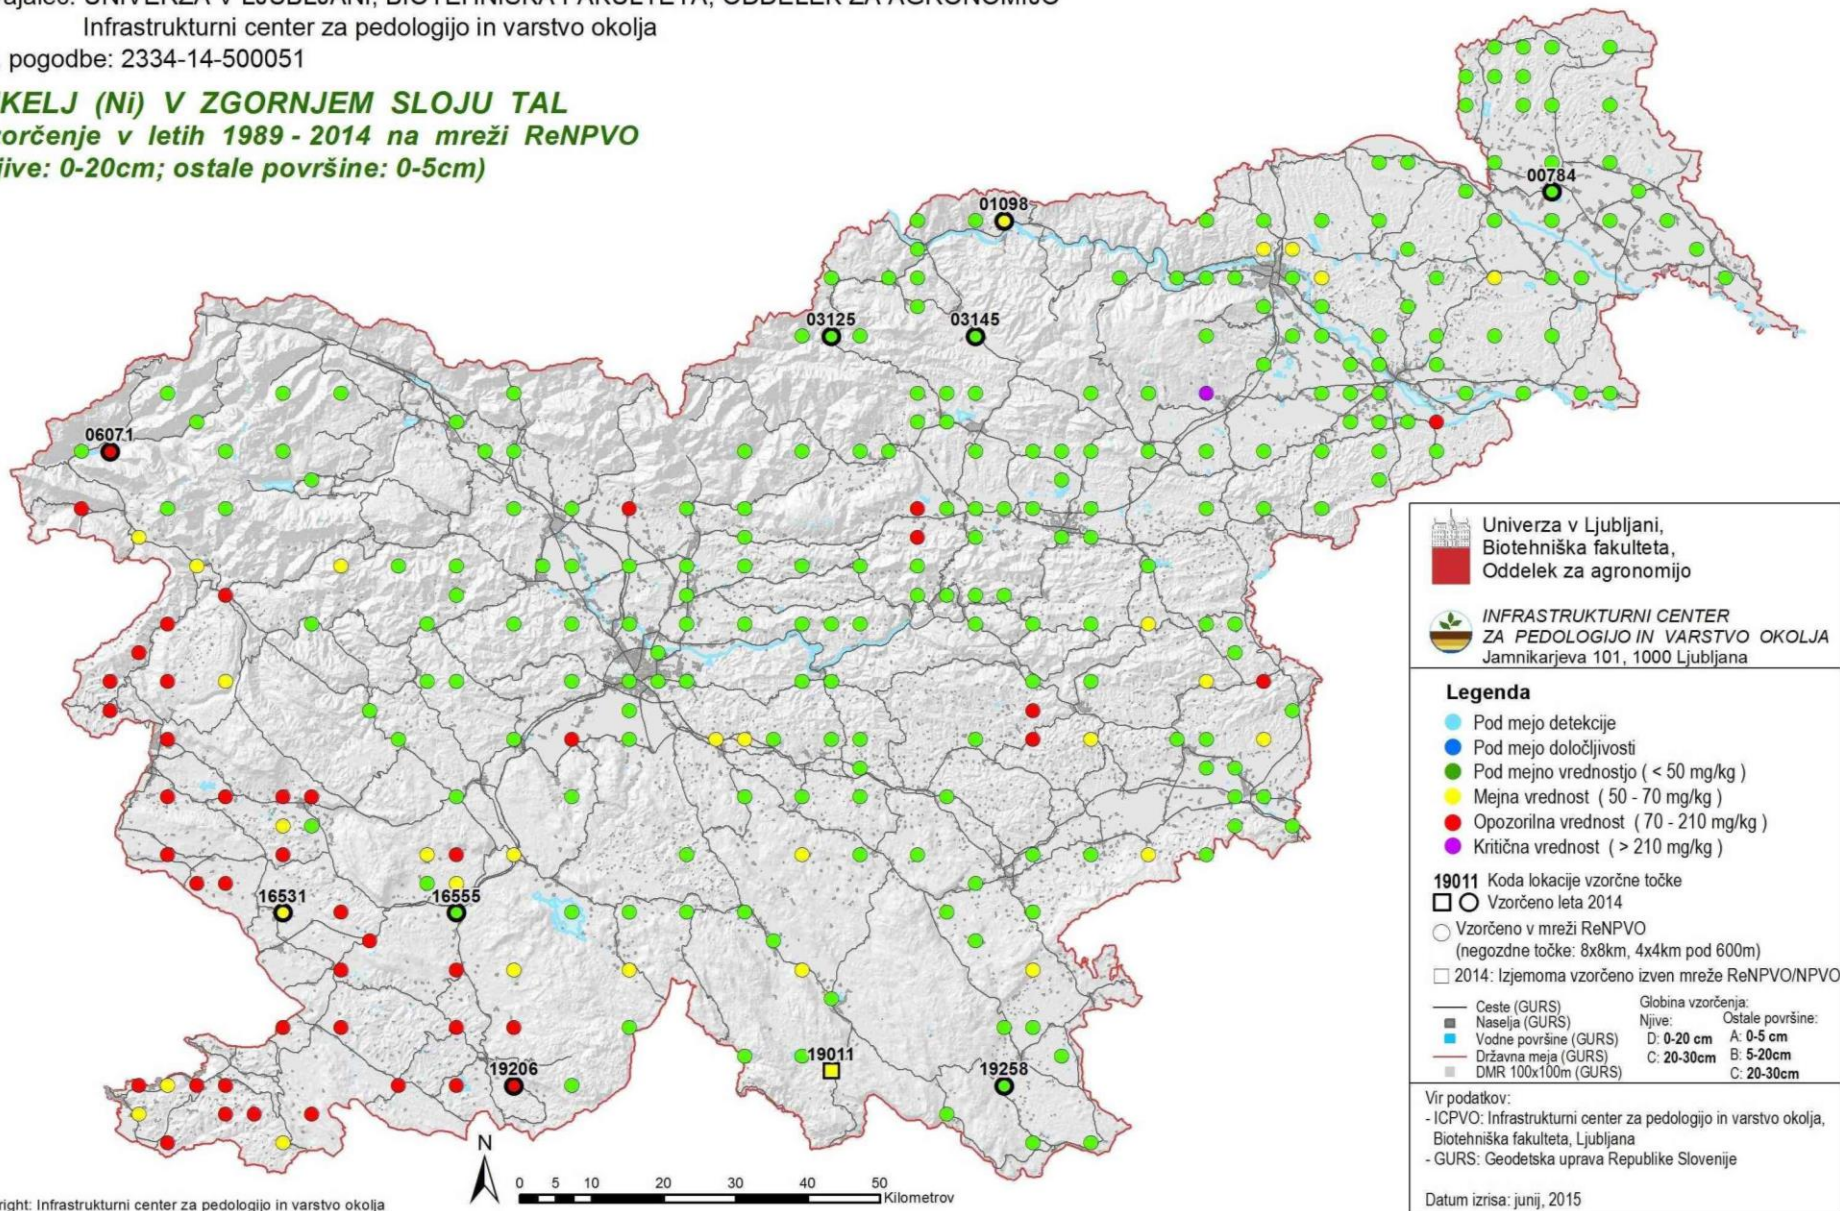 UNIVERZA V LJUBLJANI, BIOTEHNIŠKA FAKULTETA, ODDELEK ZA AGRONOMIJO
Infrastrukturni center za pedologijo in varstvo okolja
pogodbe: 2334-14-500051
KELJ (Ni) V ZGORNJEM SLOJU TAL
orčenje v letih 1989 - 2014 na mreži ReNPVO
jive: 0-20cm; ostale površine: 0-5cm)
00784
01098
03125
03145
06071
16531
16555
19011
19206
19258
N
0 5 10 20 30 40 50
Kilometrov
right: Infrastrukturni center za pedologijo in varstvo okolja
Univerza v Ljubljani,
Biotehniška fakulteta,
Oddelek za agronomijo
INFRASTRUKTURNI CENTER
ZA PEDOLOGIJO IN VARSTVO OKOLJA
Jamnikarjeva 101, 1000 Ljubljana
Legenda
Pod mejo detekcije
Pod mejo določljivosti
Pod mejno vrednostjo ( < 50 mg/kg )
Mejna vrednost ( 50 - 70 mg/kg )
Opozorilna vrednost ( 70 - 210 mg/kg )
Kritična vrednost ( > 210 mg/kg )
19011 Koda lokacije vzorčne točke
Vzorčeno leta 2014
Vzorčeno v mreži ReNPVO
(negozdne točke: 8x8km, 4x4km pod 600m)
2014: Izjemoma vzorčeno izven mreže ReNPVO/NPVO
Ceste (GURS)
Naselja (GURS)
Vodne površine (GURS)
Državna meja (GURS)
DMR 100x100m (GURS)
Globina vzorčenja:
Njive:
D: 0-20 cm
C: 20-30cm
Ostale površine:
A: 0-5 cm
B: 5-20cm
C: 20-30cm
Vir podatkov:
- ICPVO: Infrastrukturni center za pedologijo in varstvo okolja,
Biotehniška fakulteta, Ljubljana
- GURS: Geodetska uprava Republike Slovenije
Datum izrisa: junij, 2015